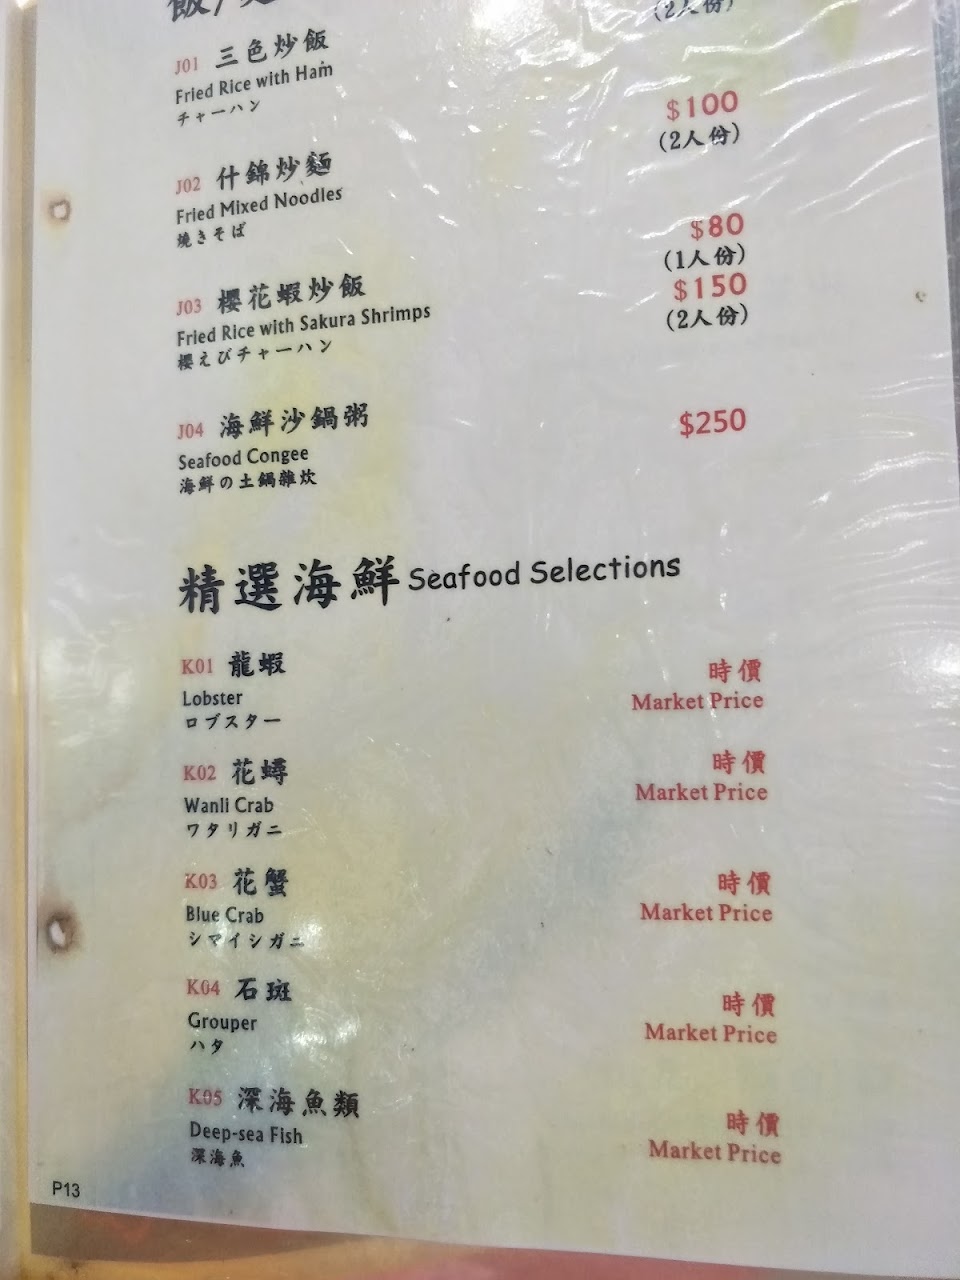 飯/麵
(2人份)
J01 三色炒飯
Fried Rice with Ham
チャーハン
$100
(2人份)
J02 什錦炒麵
Fried Mixed Noodles
焼きそば
$80
(1人份)
$150
(2人份)
J03 櫻花蝦炒飯
Fried Rice with Sakura Shrimps
櫻えびチャーハン
J04 海鮮沙鍋粥
$250
Seafood Congee
海鮮の土鍋雜炊
精選海鮮 Seafood Selections
K01 龍蝦
時價
Lobster
Market Price
ロブスター
K02 花蟳
時價
Wanli Crab
Market Price
ワタリガニ
K03 花蟹
時價
Blue Crab
Market Price
シマイシガニ
K04 石斑
時價
Grouper
Market Price
ハタ
K05 深海魚類
時價
Deep-sea Fish
Market Price
深海魚
P13